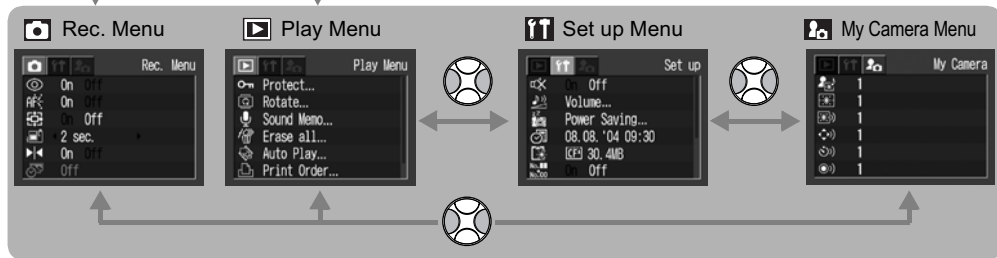 Rec. Menu
Play Menu
Set up Menu
My Camera Menu
Rec. Menu
On Off
On Off
On Off
2 sec.
On Off
Off
Play Menu
Protect...
Rotate...
Sound Memo...
Erase all...
Auto Play...
Print Order...
Set up
On Off
Volume...
Power Saving...
08.08.'04 09:30
CF 30.4MB
On Off
My Camera
1
1
1
1
1
1